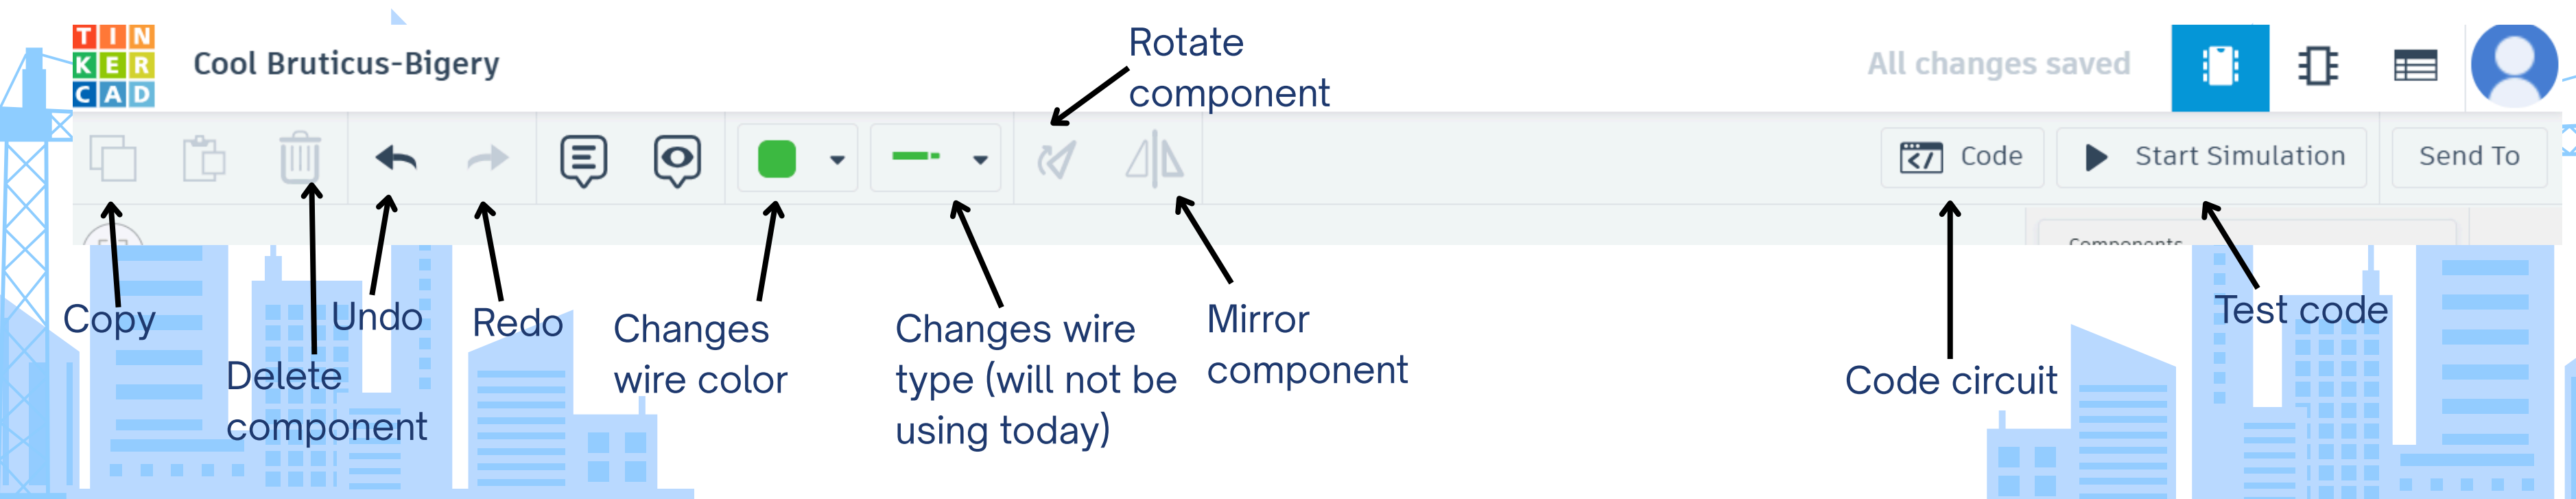 TIN
KER
CAD
Cool Bruticus-Bigery
Rotate
component
All changes saved
Code
Start Simulation
Send To
Components
Copy
Delete
component
Undo
Redo
Changes
wire color
Changes wire
type (will not be
using today)
Mirror
component
Code circuit
Test code